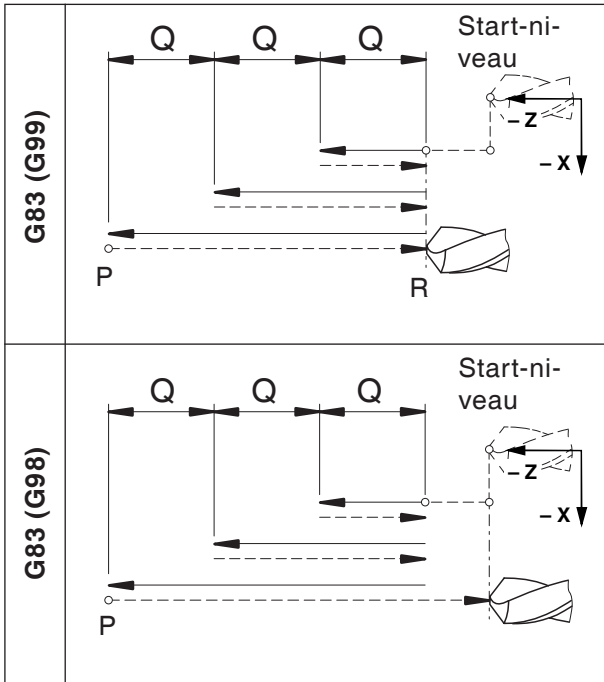 G83 (G99)
Q Q Q
Start-ni-
veau
– Z
– X
P
R
G83 (G98)
Q Q Q
Start-ni-
veau
– Z
– X
P